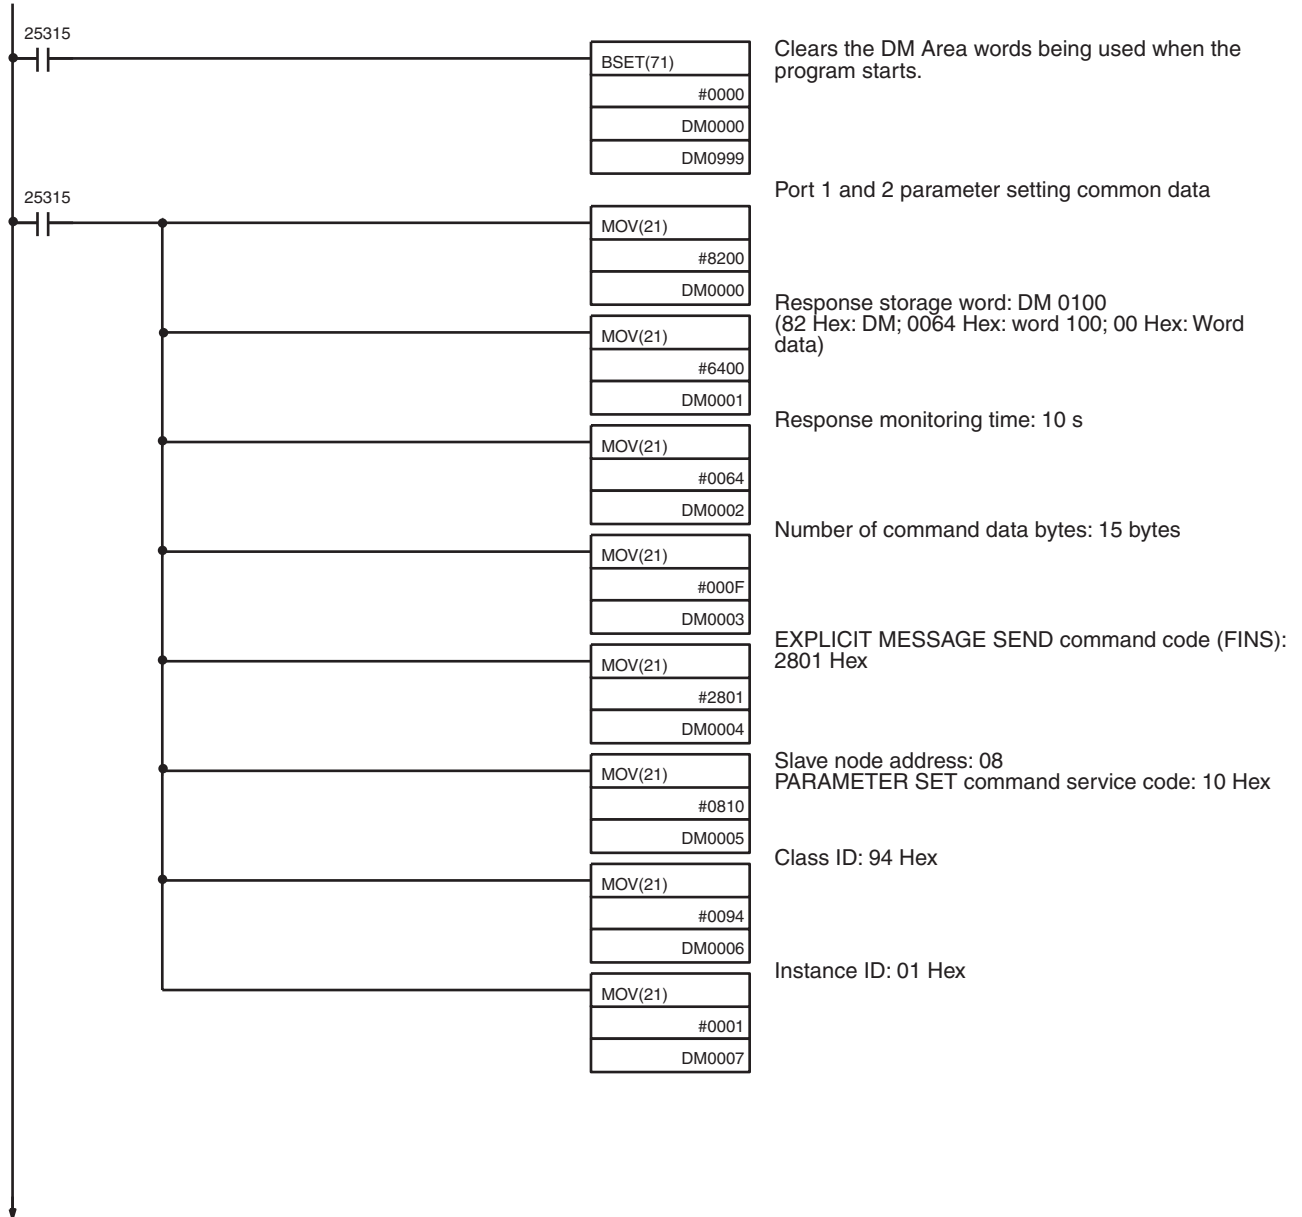 25315
BSET(71)
#0000
DM0000
DM0999
Clears the DM Area words being used when the
program starts.
25315
Port 1 and 2 parameter setting common data
MOV(21)
#8200
DM0000
Response storage word: DM 0100
(82 Hex: DM; 0064 Hex: word 100; 00 Hex: Word
data)
MOV(21)
#6400
DM0001
Response monitoring time: 10 s
MOV(21)
#0064
DM0002
Number of command data bytes: 15 bytes
MOV(21)
#000F
DM0003
EXPLICIT MESSAGE SEND command code (FINS):
2801 Hex
MOV(21)
#2801
DM0004
Slave node address: 08
PARAMETER SET command service code: 10 Hex
MOV(21)
#0810
DM0005
Class ID: 94 Hex
MOV(21)
#0094
DM0006
Instance ID: 01 Hex
MOV(21)
#0001
DM0007